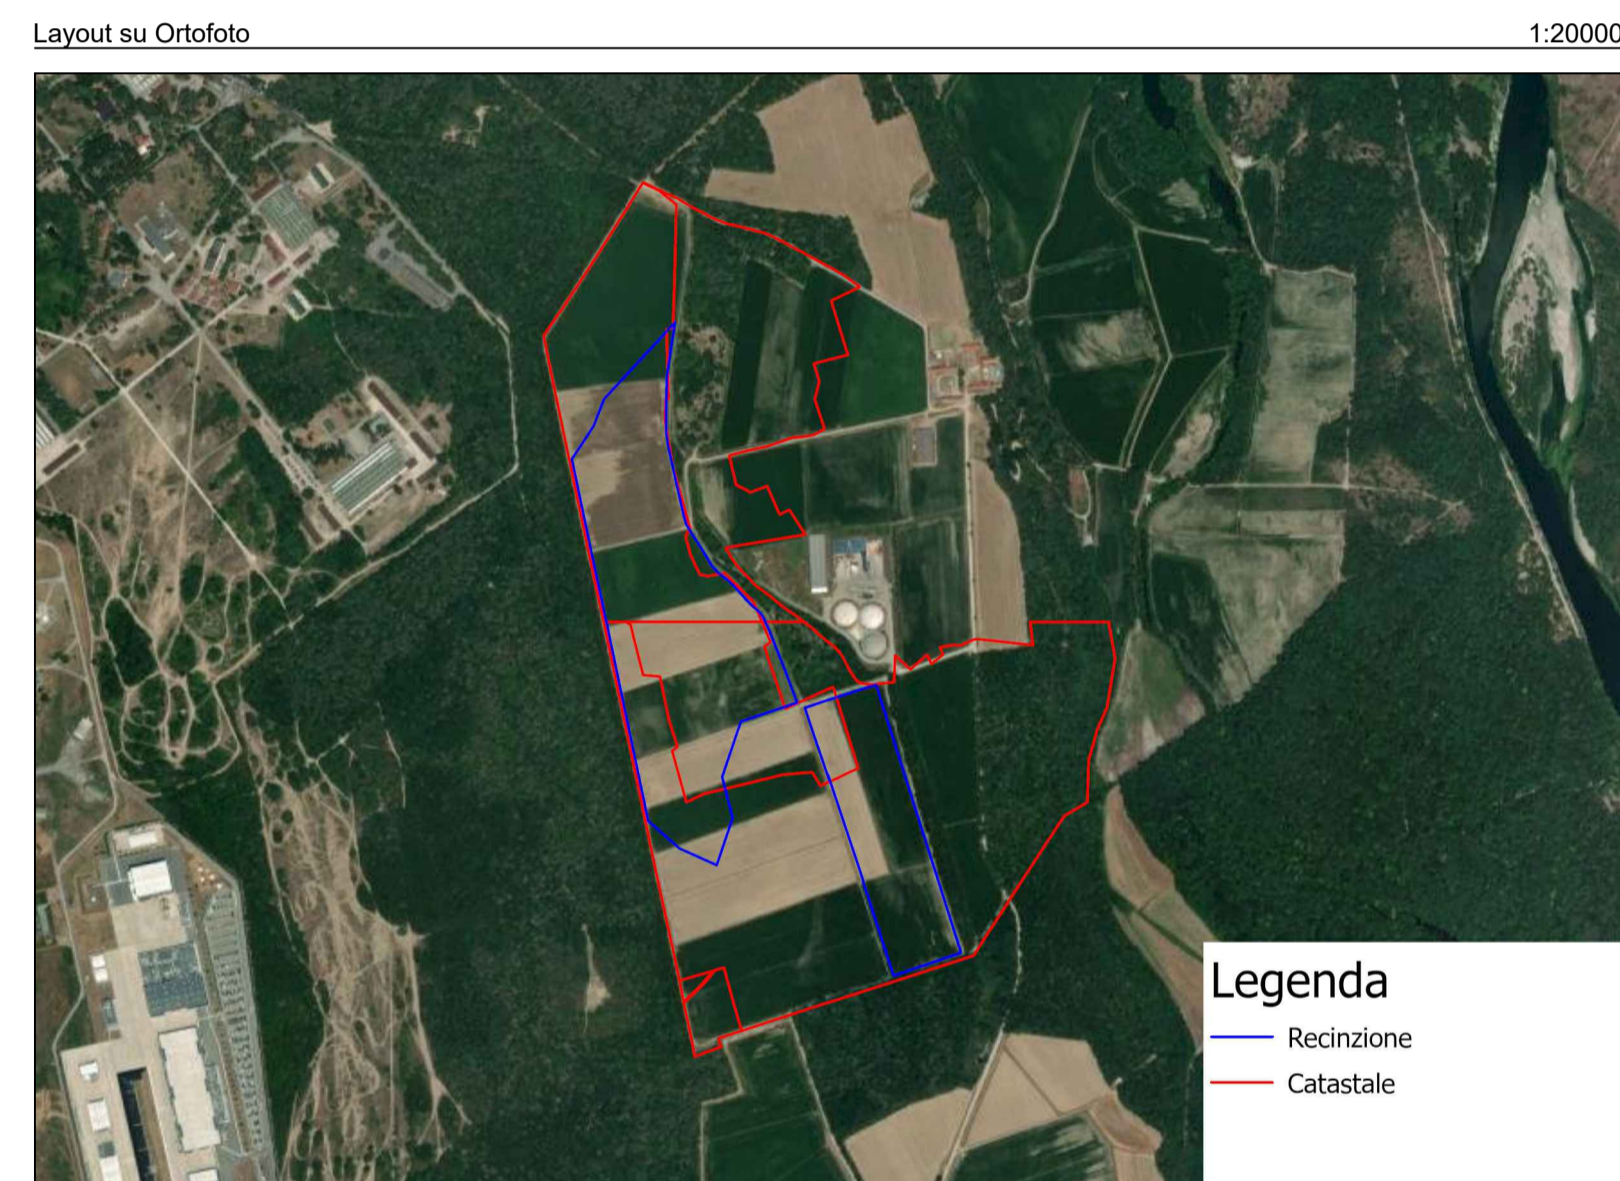 Layout su Ortofoto
1:20000
Legenda
Recinzione
Catastale